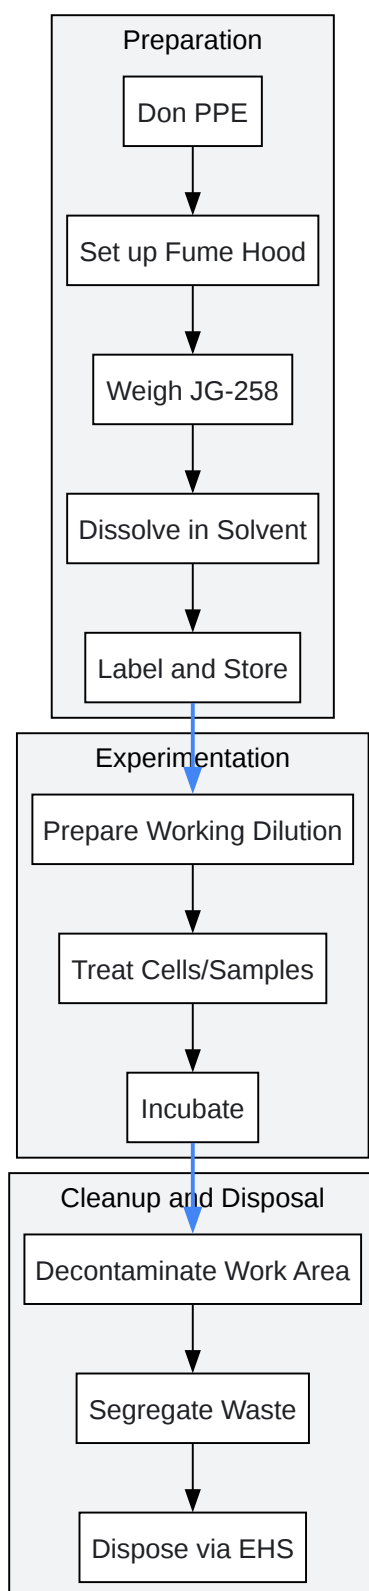 Preparation
Don PPE
Set up Fume Hood
Weigh JG-258
Dissolve in Solvent
Label and Store
Experimentation
Prepare Working Dilution
Treat Cells/Samples
Incubate
Cleanup and Disposal
Decontaminate Work Area
Segregate Waste
Dispose via EHS